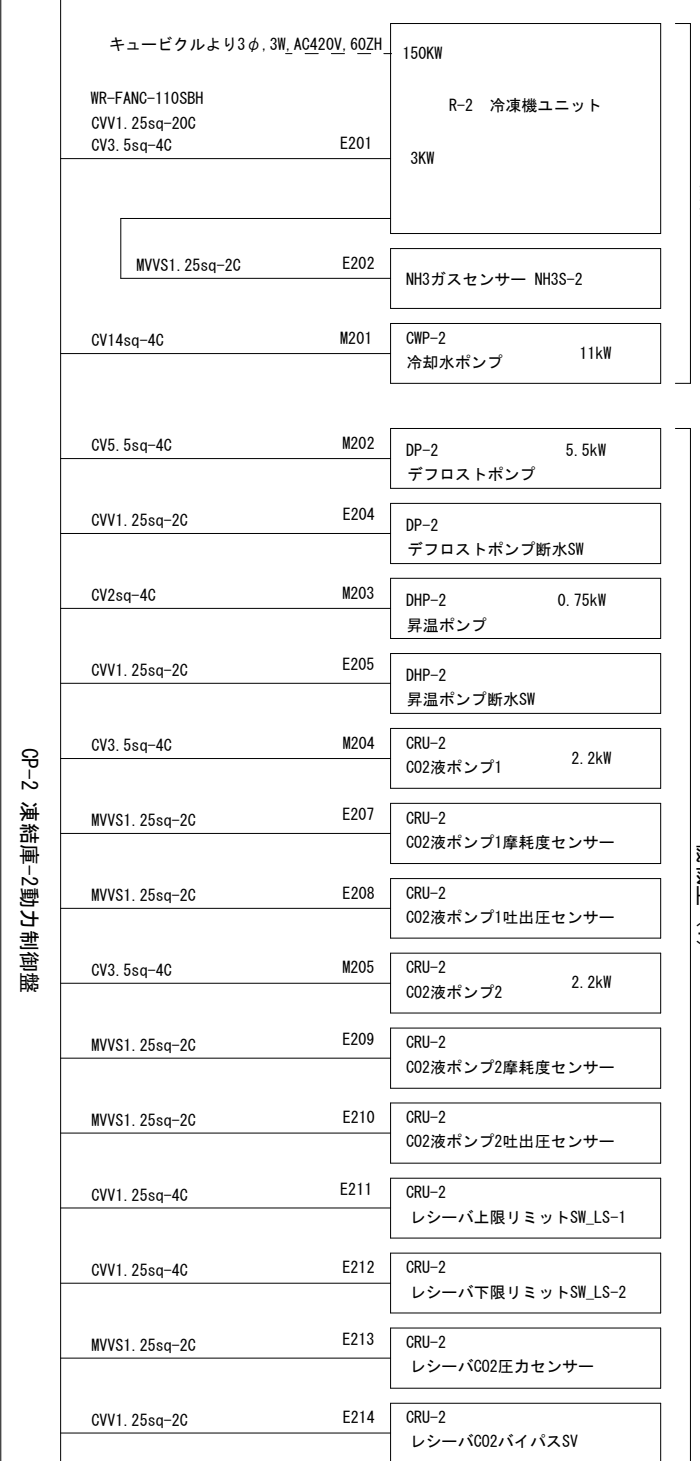 キュービクルより3φ,3W,AC420V,60ZH
150KW
WR-FANC-110SBH
R-2 冷凍機ユニット
CVV1.25sq-20C
CV3.5sq-4C E201
3KW
MVVS1.25sq-2C E202
NH3ガスセンサー NH3S-2
CV14sq-4C M201 CWP-2
冷却水ポンプ 11kW
CV5.5sq-4C M202 DP-2 5.5kW
デフロストポンプ
CVV1.25sq-2C E204 DP-2
デフロストポンプ断水SW
CV2sq-4C M203 DHP-2 0.75kW
昇温ポンプ
CVV1.25sq-2C E205 DHP-2
昇温ポンプ断水SW
CV3.5sq-4C M204 CRU-2
CO2液ポンプ1 2.2kW
MVVS1.25sq-2C E207 CRU-2
CO2液ポンプ1摩耗度センサー
MVVS1.25sq-2C E208 CRU-2
CO2液ポンプ1吐出圧センサー
CV3.5sq-4C M205 CRU-2
CO2液ポンプ2 2.2kW
MVVS1.25sq-2C E209 CRU-2
CO2液ポンプ2摩耗度センサー
MVVS1.25sq-2C E210 CRU-2
CO2液ポンプ2吐出圧センサー
CVV1.25sq-4C E211 CRU-2
レシーバ上限リミットSW_LS-1
CVV1.25sq-4C E212 CRU-2
レシーバ下限リミットSW_LS-2
MVVS1.25sq-2C E213 CRU-2
レシーバCO2圧力センサー
CVV1.25sq-2C E214 CRU-2
レシーバCO2バイパスSV
CP-2 凍結庫-2動力制御盤